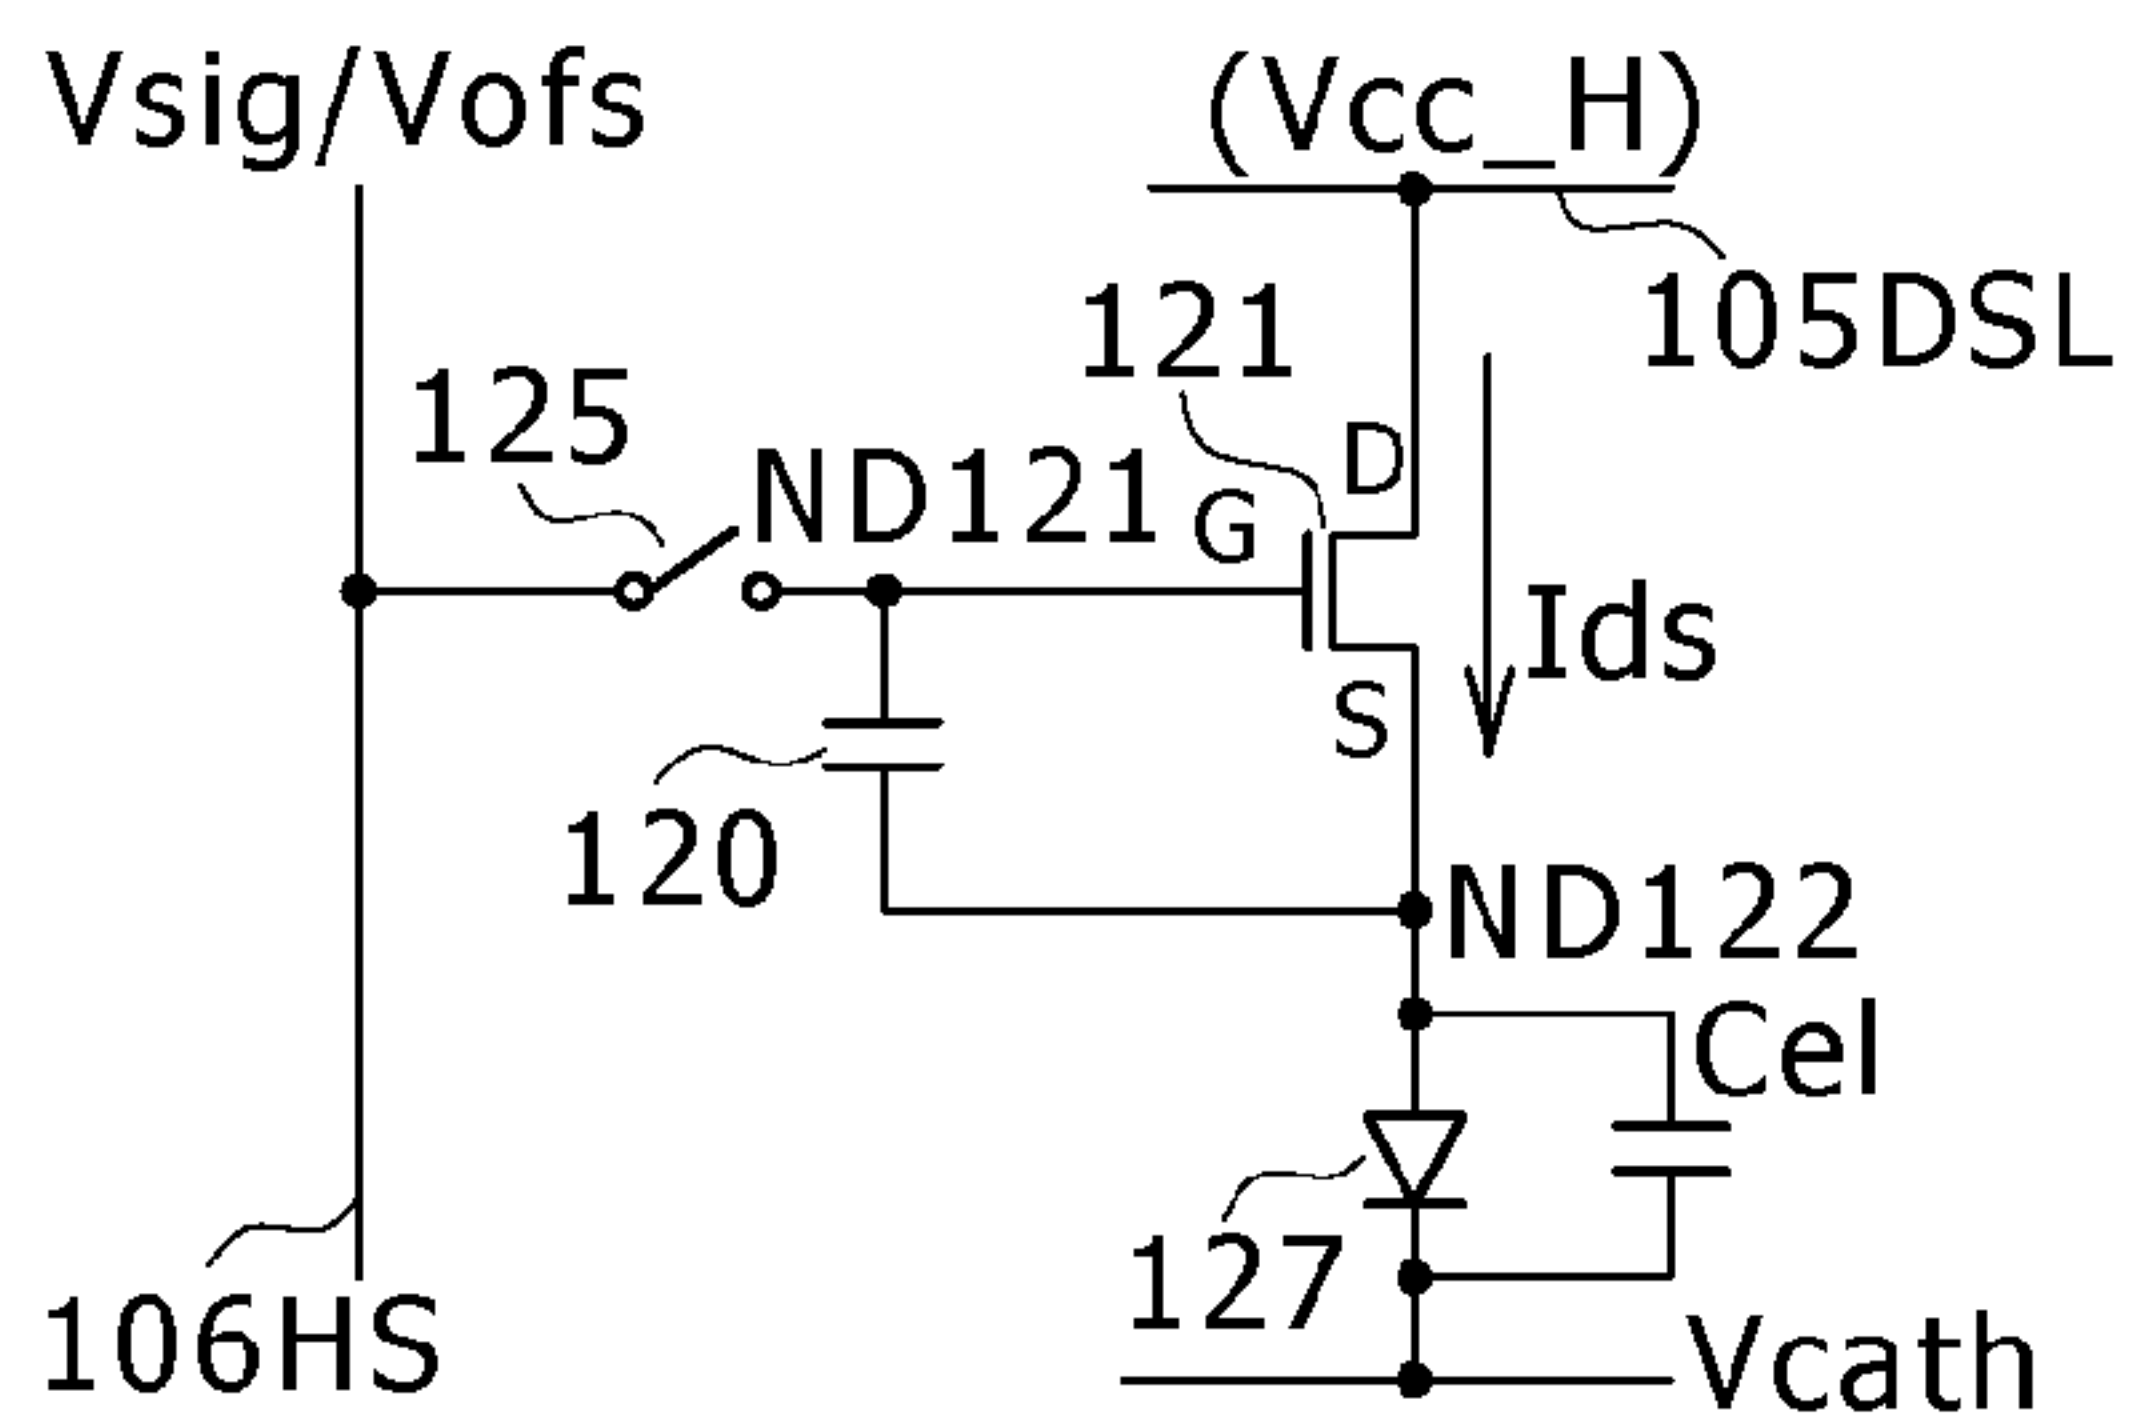 Vsig/Vofs
(Vcc_H)
105DSL
121
125
D
ND121
G
Ids
S
120
ND122
Cel
127
106HS
Vcath